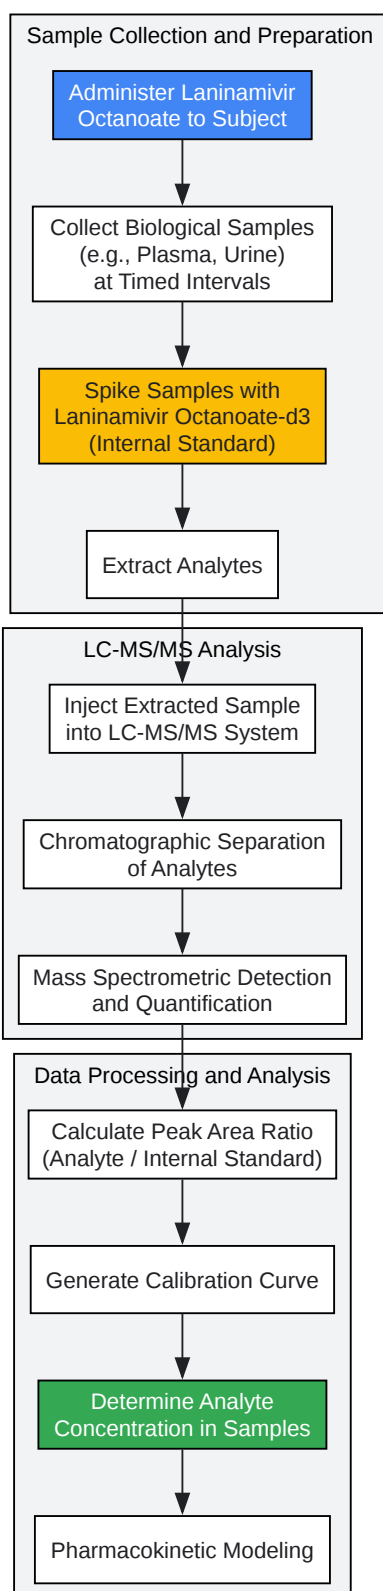 Sample Collection and Preparation
Administer Laninamivir
Octanoate to Subject
Collect Biological Samples
(e.g., Plasma, Urine)
at Timed Intervals
Spike Samples with
Laninamivir Octanoate-d3
(Internal Standard)
Extract Analytes
LC-MS/MS Analysis
Inject Extracted Sample
into LC-MS/MS System
Chromatographic Separation
of Analytes
Mass Spectrometric Detection
and Quantification
Data Processing and Analysis
Calculate Peak Area Ratio
(Analyte / Internal Standard)
Generate Calibration Curve
Determine Analyte
Concentration in Samples
Pharmacokinetic Modeling